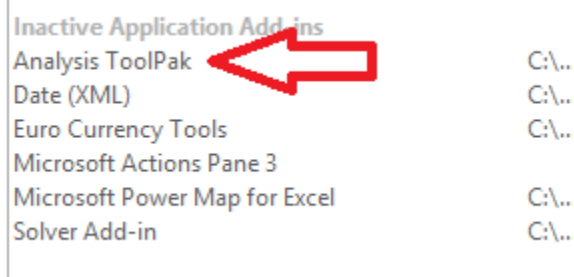 Inactive Application Add-ins
Analysis ToolPak C:\..
Date (XML) C:\..
Euro Currency Tools C:\..
Microsoft Actions Pane 3
Microsoft Power Map for Excel C:\..
Solver Add-in C:\..